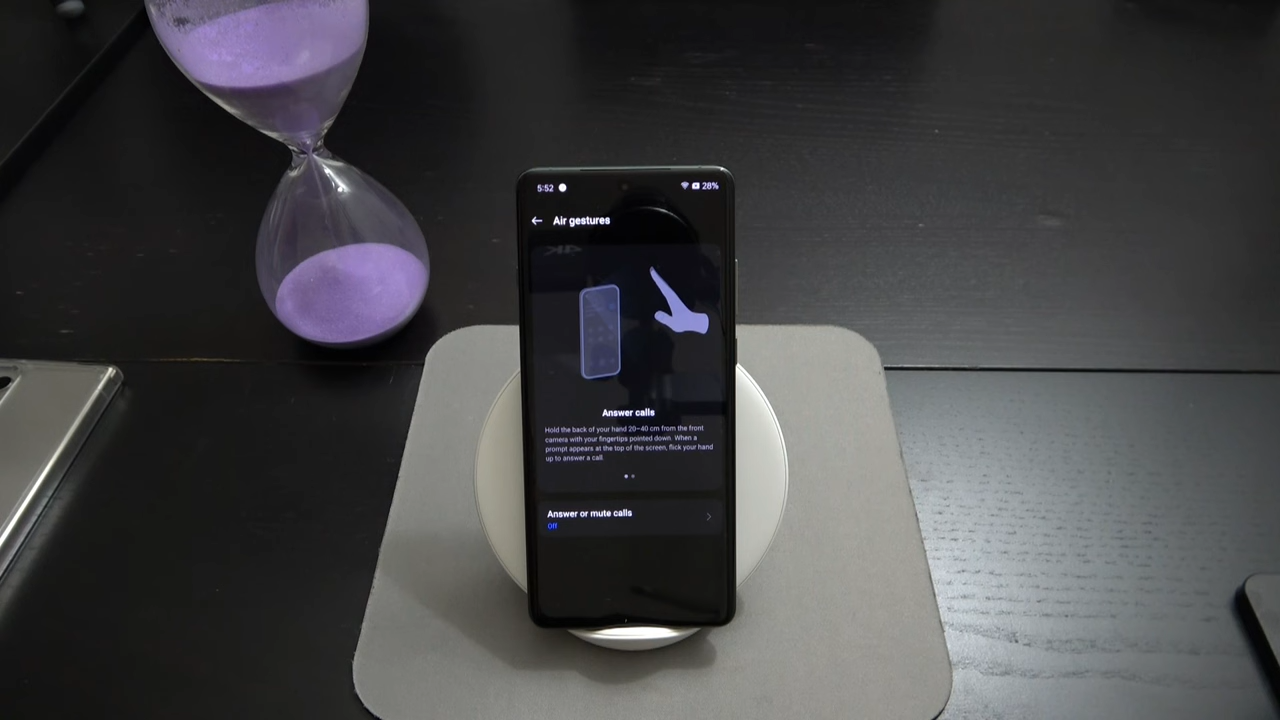 5:52
28%
Air gestures
4K
Answer calls
Hold the back of your hand 20–40 cm from the front
camera with your fingertips pointed down. When a
prompt appears at the top of the screen, flick your hand
up to answer a call.
Answer or mute calls
Off